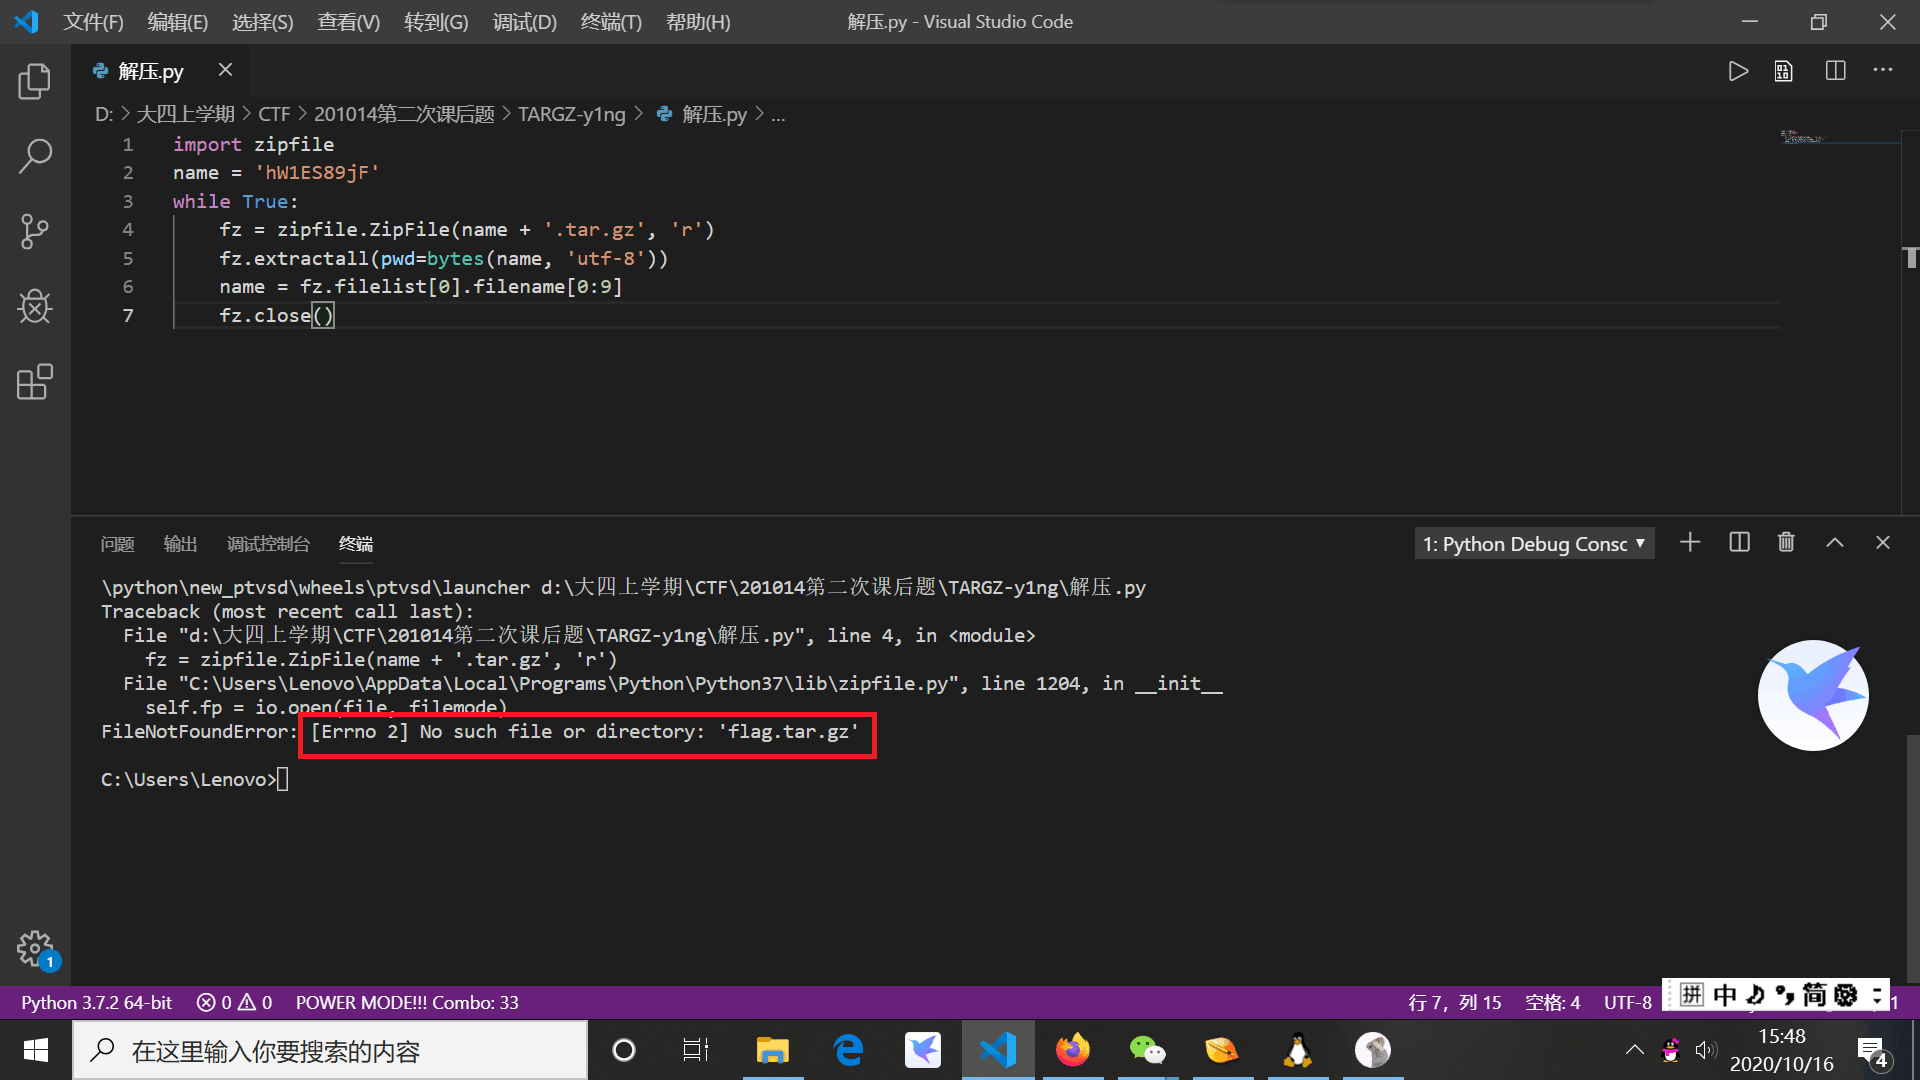 文件(F) 编辑(E) 选择(S) 查看(V) 转到(G) 调试(D) 终端(T) 帮助(H) 解压.py - Visual Studio Code
解压.py
D: > 大四上学期 > CTF > 201014第二次课后题 > TARGZ-y1ng > 解压.py > ...
1 import zipfile
2 name = 'hW1ES89jF'
3 while True:
4 fz = zipfile.ZipFile(name + '.tar.gz', 'r')
5 fz.extractall(pwd=bytes(name, 'utf-8'))
6 name = fz.filelist[0].filename[0:9]
7 fz.close()
问题 输出 调试控制台 终端 1: Python Debug Consc
\python\new_ptvsd\wheels\ptvsd\launcher d:\大四上学期\CTF\201014第二次课后题\TARGZ-y1ng\解压.py
Traceback (most recent call last):
File "d:\大四上学期\CTF\201014第二次课后题\TARGZ-y1ng\解压.py", line 4, in <module>
fz = zipfile.ZipFile(name + '.tar.gz', 'r')
File "C:\Users\Lenovo\AppData\Local\Programs\Python\Python37\lib\zipfile.py", line 1204, in __init__
self.fp = io.open(file, filemode)
FileNotFoundError: [Errno 2] No such file or directory: 'flag.tar.gz'
C:\Users\Lenovo>
1
Python 3.7.2 64-bit 0 0 POWER MODE!!! Combo: 33 行 7，列 15 空格: 4 UTF-8 拼 中 简 1
在这里输入你要搜索的内容
15:48
2020/10/16
4